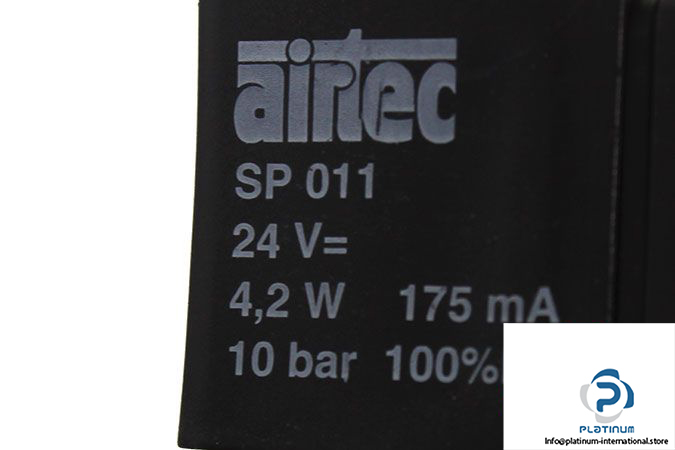 airtec
SP 011
24 V=
4,2 W 175 mA
10 bar 100%
PLATINUM
Info@platinum-international.store